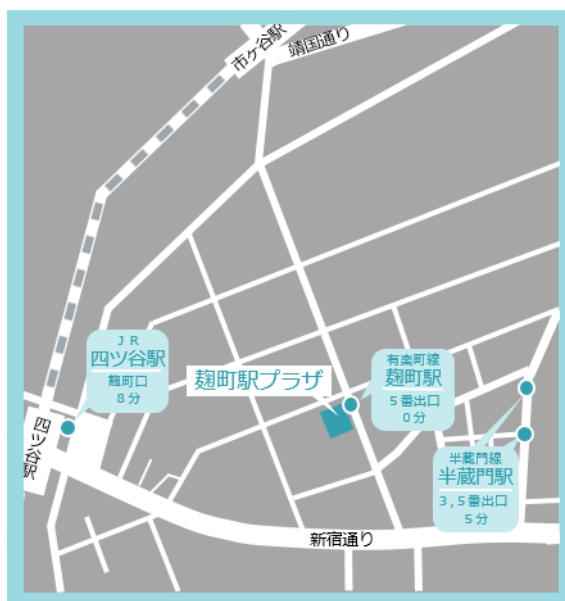 市ヶ谷駅
靖国通り
JR
四ツ谷駅
麹町口
8分
麹町駅プラザ
有楽町線
麹町駅
5番出口
0分
四ツ谷駅
半蔵門線
半蔵門駅
3,5番出口
5分
新宿通り